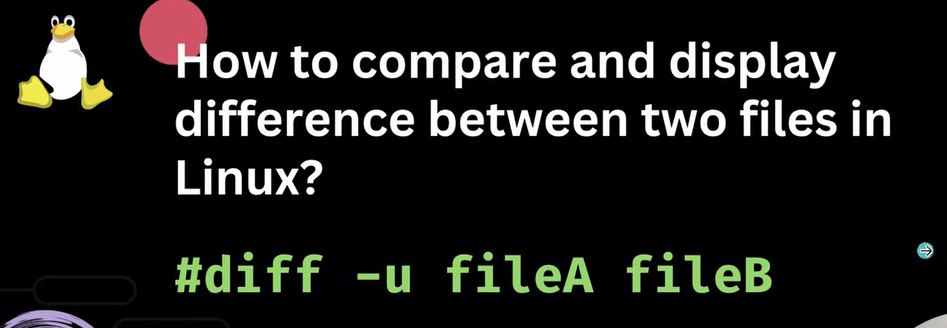 How to compare and display
difference between two files in
Linux?
#diff -u fileA fileB